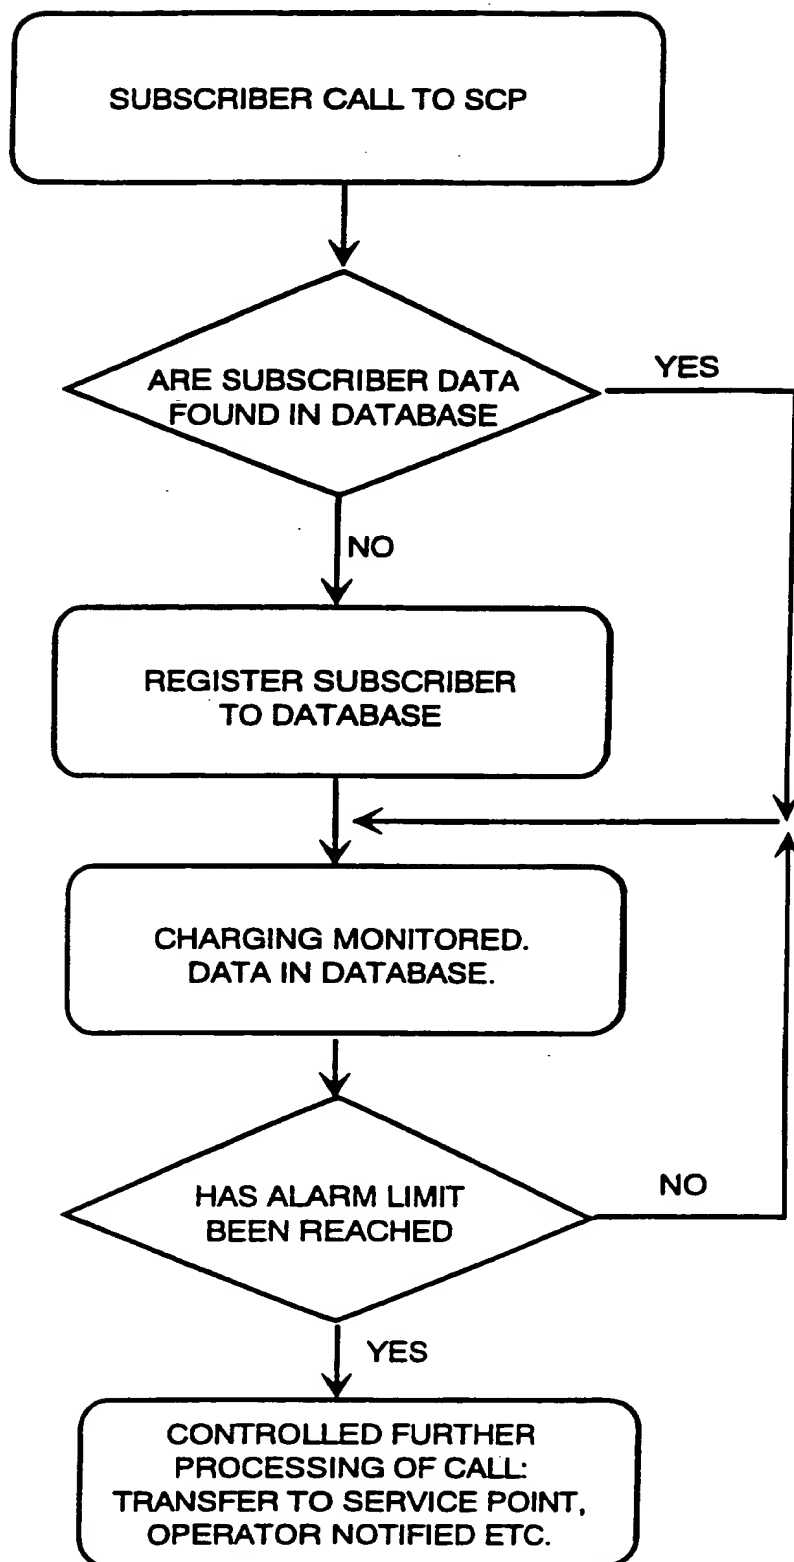 SUBSCRIBER CALL TO SCP
ARE SUBSCRIBER DATA
FOUND IN DATABASE
YES
NO
REGISTER SUBSCRIBER
TO DATABASE
CHARGING MONITORED.
DATA IN DATABASE.
HAS ALARM LIMIT
BEEN REACHED
NO
YES
CONTROLLED FURTHER
PROCESSING OF CALL:
TRANSFER TO SERVICE POINT,
OPERATOR NOTIFIED ETC.